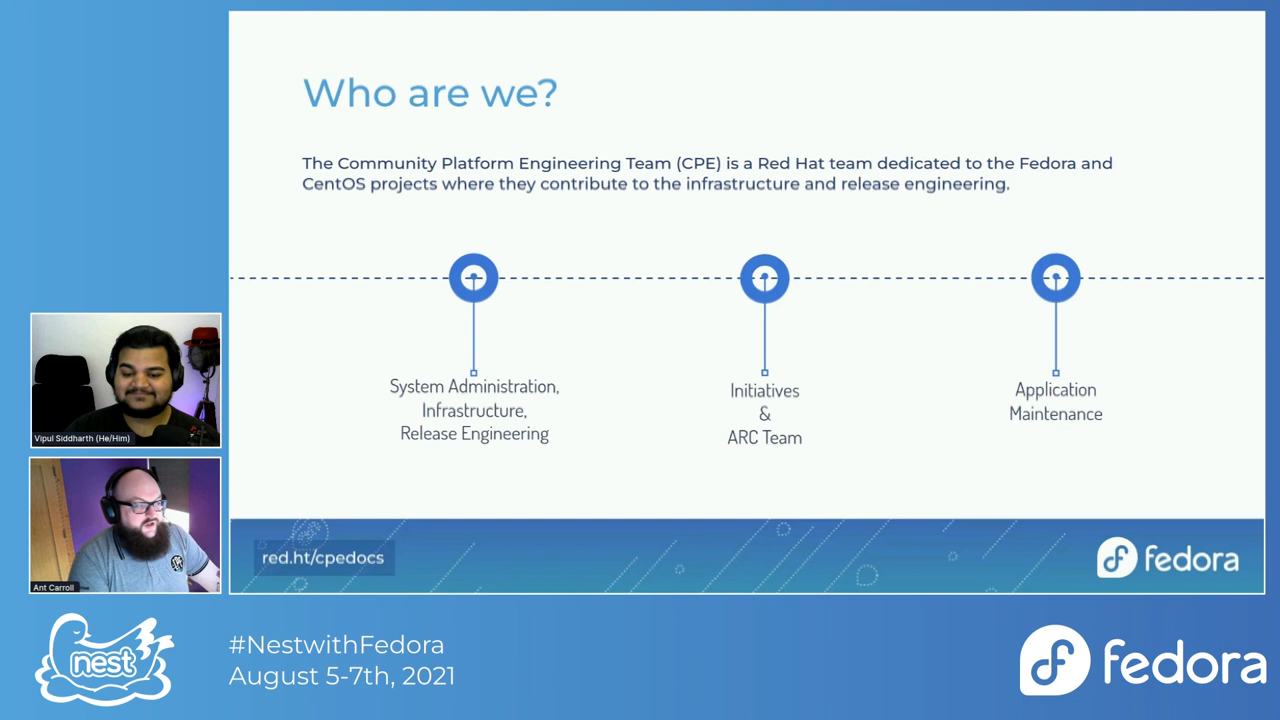 Who are we?
The Community Platform Engineering Team (CPE) is a Red Hat team dedicated to the Fedora and
CentOS projects where they contribute to the infrastructure and release engineering.
System Administration,
Infrastructure,
Release Engineering
Initiatives
&
ARC Team
Application
Maintenance
red.ht/cpedocs
fedora
Vipul Siddharth (He/Him)
Ant Carroll
nest
#NestwithFedora
August 5-7th, 2021
fedora